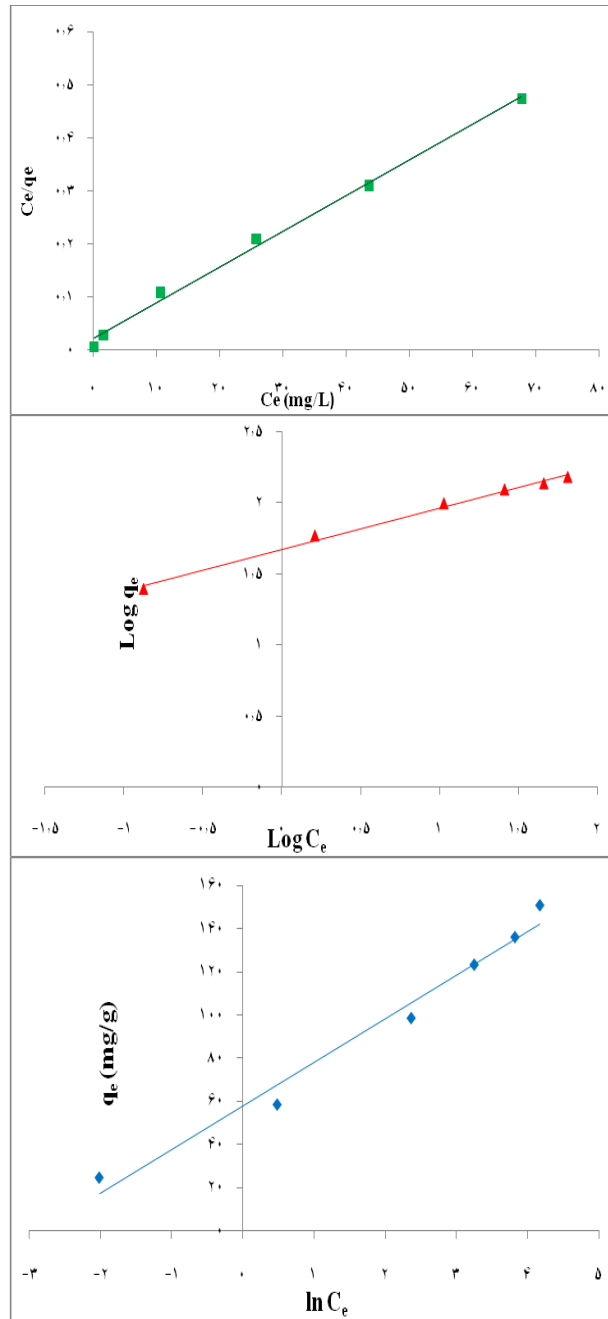 ۰٫۶
۰٫۵
۰٫۴
۰٫۳
۰٫۲
۰٫۱
۰
Ce/qe
۰ ۱۰ ۲۰ ۳۰ ۴۰ ۵۰ ۶۰ ۷۰ ۸۰
Ce (mg/L)
۲٫۵
۲
۱٫۵
۱
۰٫۵
۰
Log qe
-۱٫۵ -۱ -۰٫۵ ۰ ۰٫۵ ۱ ۱٫۵ ۲
Log Ce
۱۶۰
۱۴۰
۱۲۰
۱۰۰
۸۰
۶۰
۴۰
۲۰
۰
qe (mg/g)
-۳ -۲ -۱ ۰ ۱ ۲ ۳ ۴ ۵
ln Ce